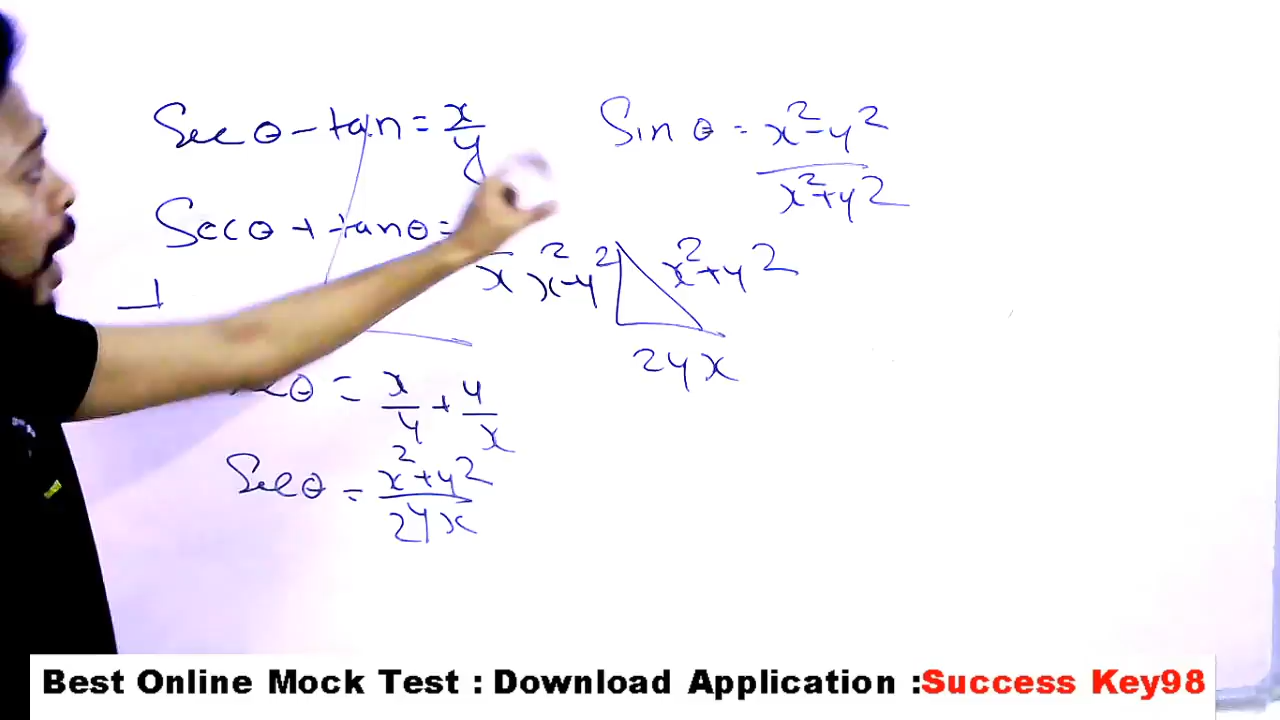 Secθ - tan = x/y
Secθ + tanθ =
x
θ = x/y + y/x
Secθ = x²+y²/2yx
Sin θ = x²-y²/x²+y²
x²-y²
x²+y²
2yx
Best Online Mock Test : Download Application :Success Key98